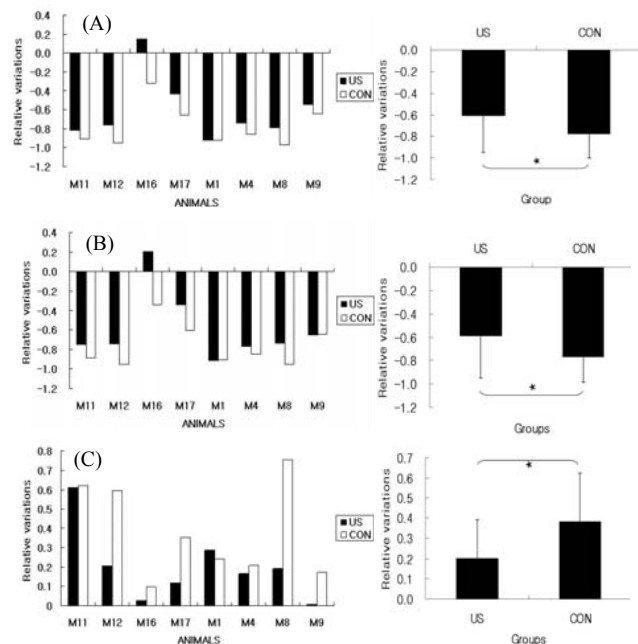 (A)
Relative variations
0.4
0.2
0.0
-0.2
-0.4
-0.6
-0.8
-1.0
-1.2
M11 M12 M16 M17 M1 M4 M8 M9
ANIMALS
US
CON
US CON
Relative variations
0.0
-0.2
-0.4
-0.6
-0.8
-1.0
-1.2
*
Group
(B)
Relative variations
0.4
0.2
0.0
-0.2
-0.4
-0.6
-0.8
-1.0
-1.2
M11 M12 M16 M17 M1 M4 M8 M9
ANIMALS
US
CON
US CON
Relative variations
0.0
-0.2
-0.4
-0.6
-0.8
-1.0
-1.2
*
Groups
(C)
Relative variations
0.8
0.7
0.6
0.5
0.4
0.3
0.2
0.1
0
M11 M12 M16 M17 M1 M4 M8 M9
ANIMALS
US
CON
Relative variations
0.7
0.6
0.5
0.4
0.3
0.2
0.1
0.0
*
US CON
Groups